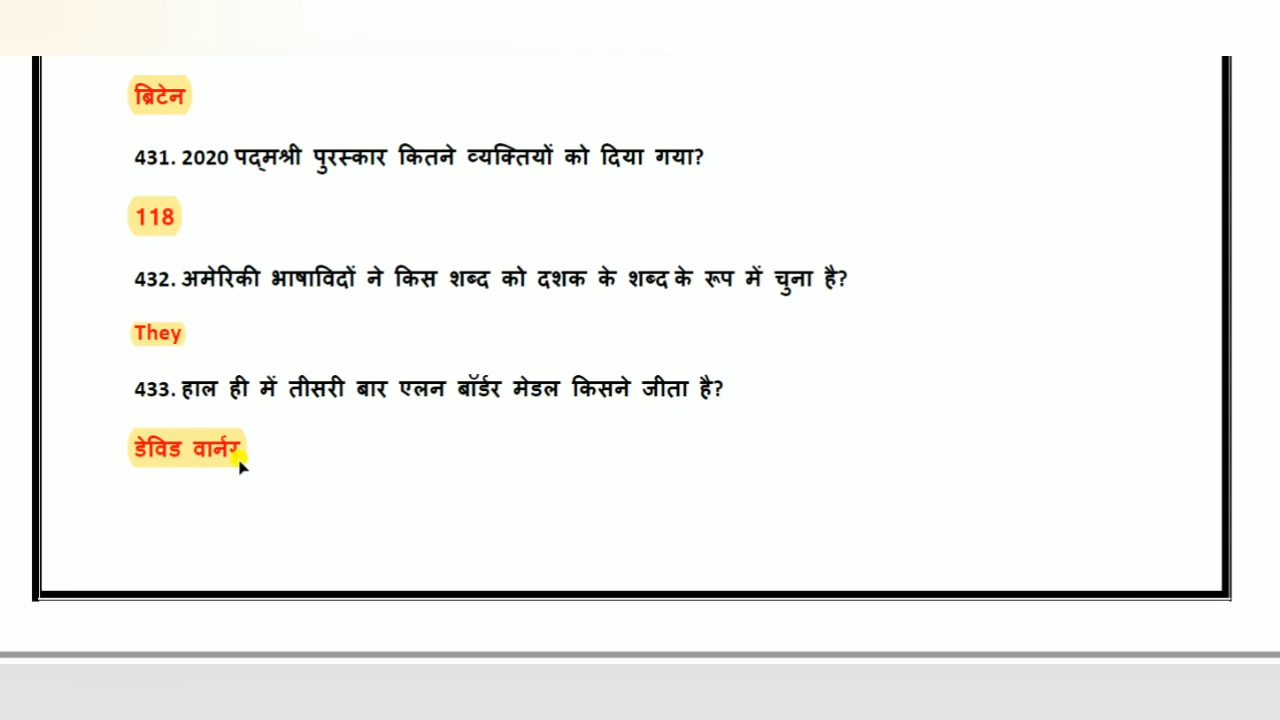 ब्रिटेन
431. 2020 पद्मश्री पुरस्कार कितने व्यक्तियों को दिया गया?
118
432. अमेरिकी भाषाविदों ने किस शब्द को दशक के शब्द के रूप में चुना है?
They
433. हाल ही में तीसरी बार एलन बॉर्डर मेडल किसने जीता है?
डेविड वार्नर